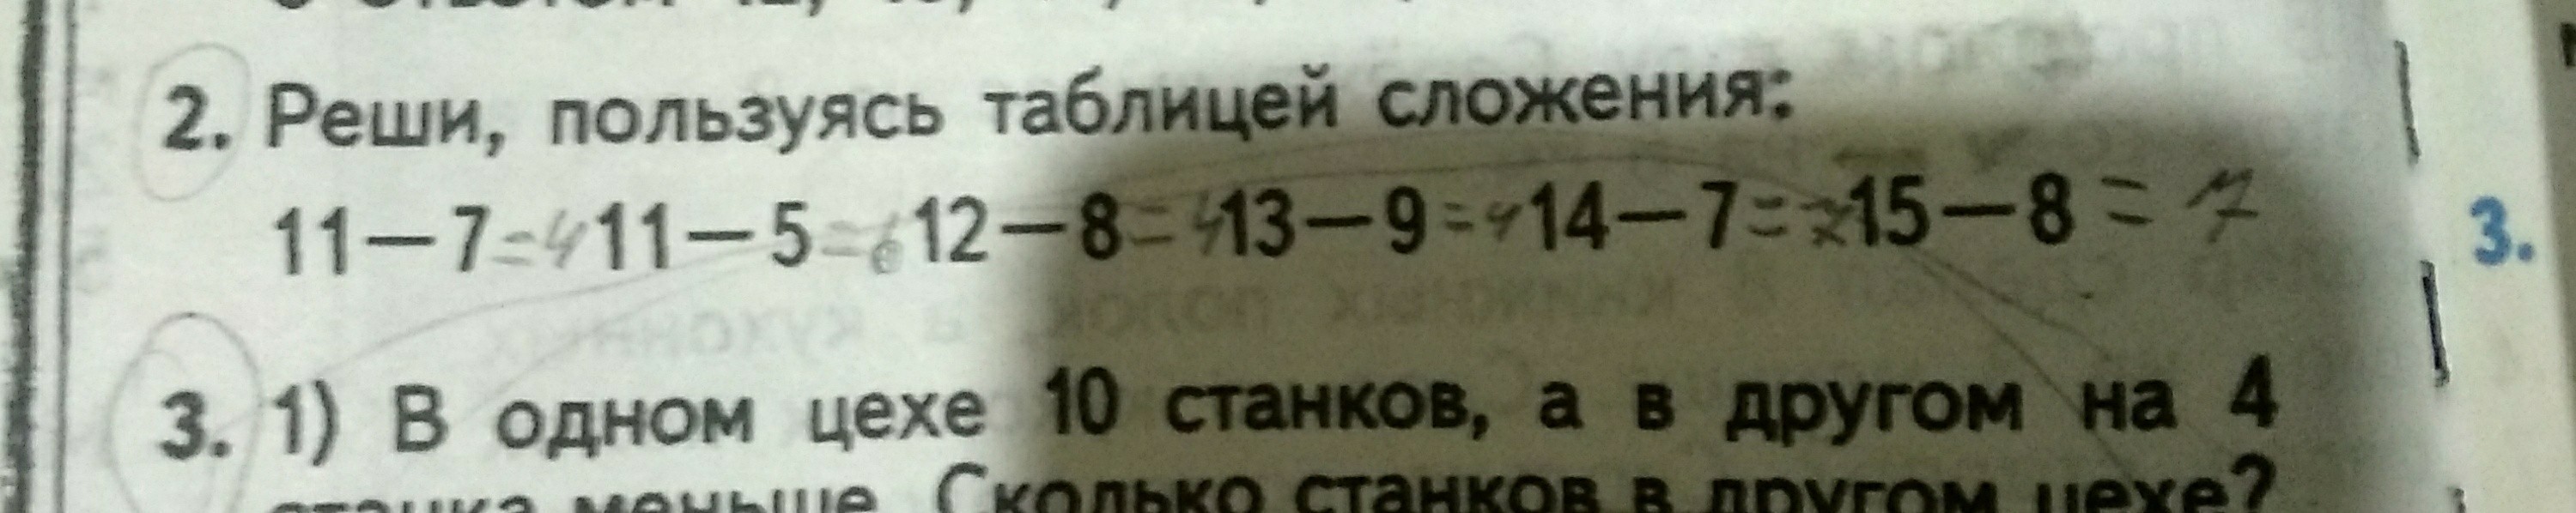 2. Реши, пользуясь таблицей сложения:
11−7=4 11−5=6 12−8=4 13−9=4 14−7=7 15−8=7
3. 1) В одном цехе 10 станков, а в другом на 4
станка меньше. Сколько станков в другом цехе?
3.